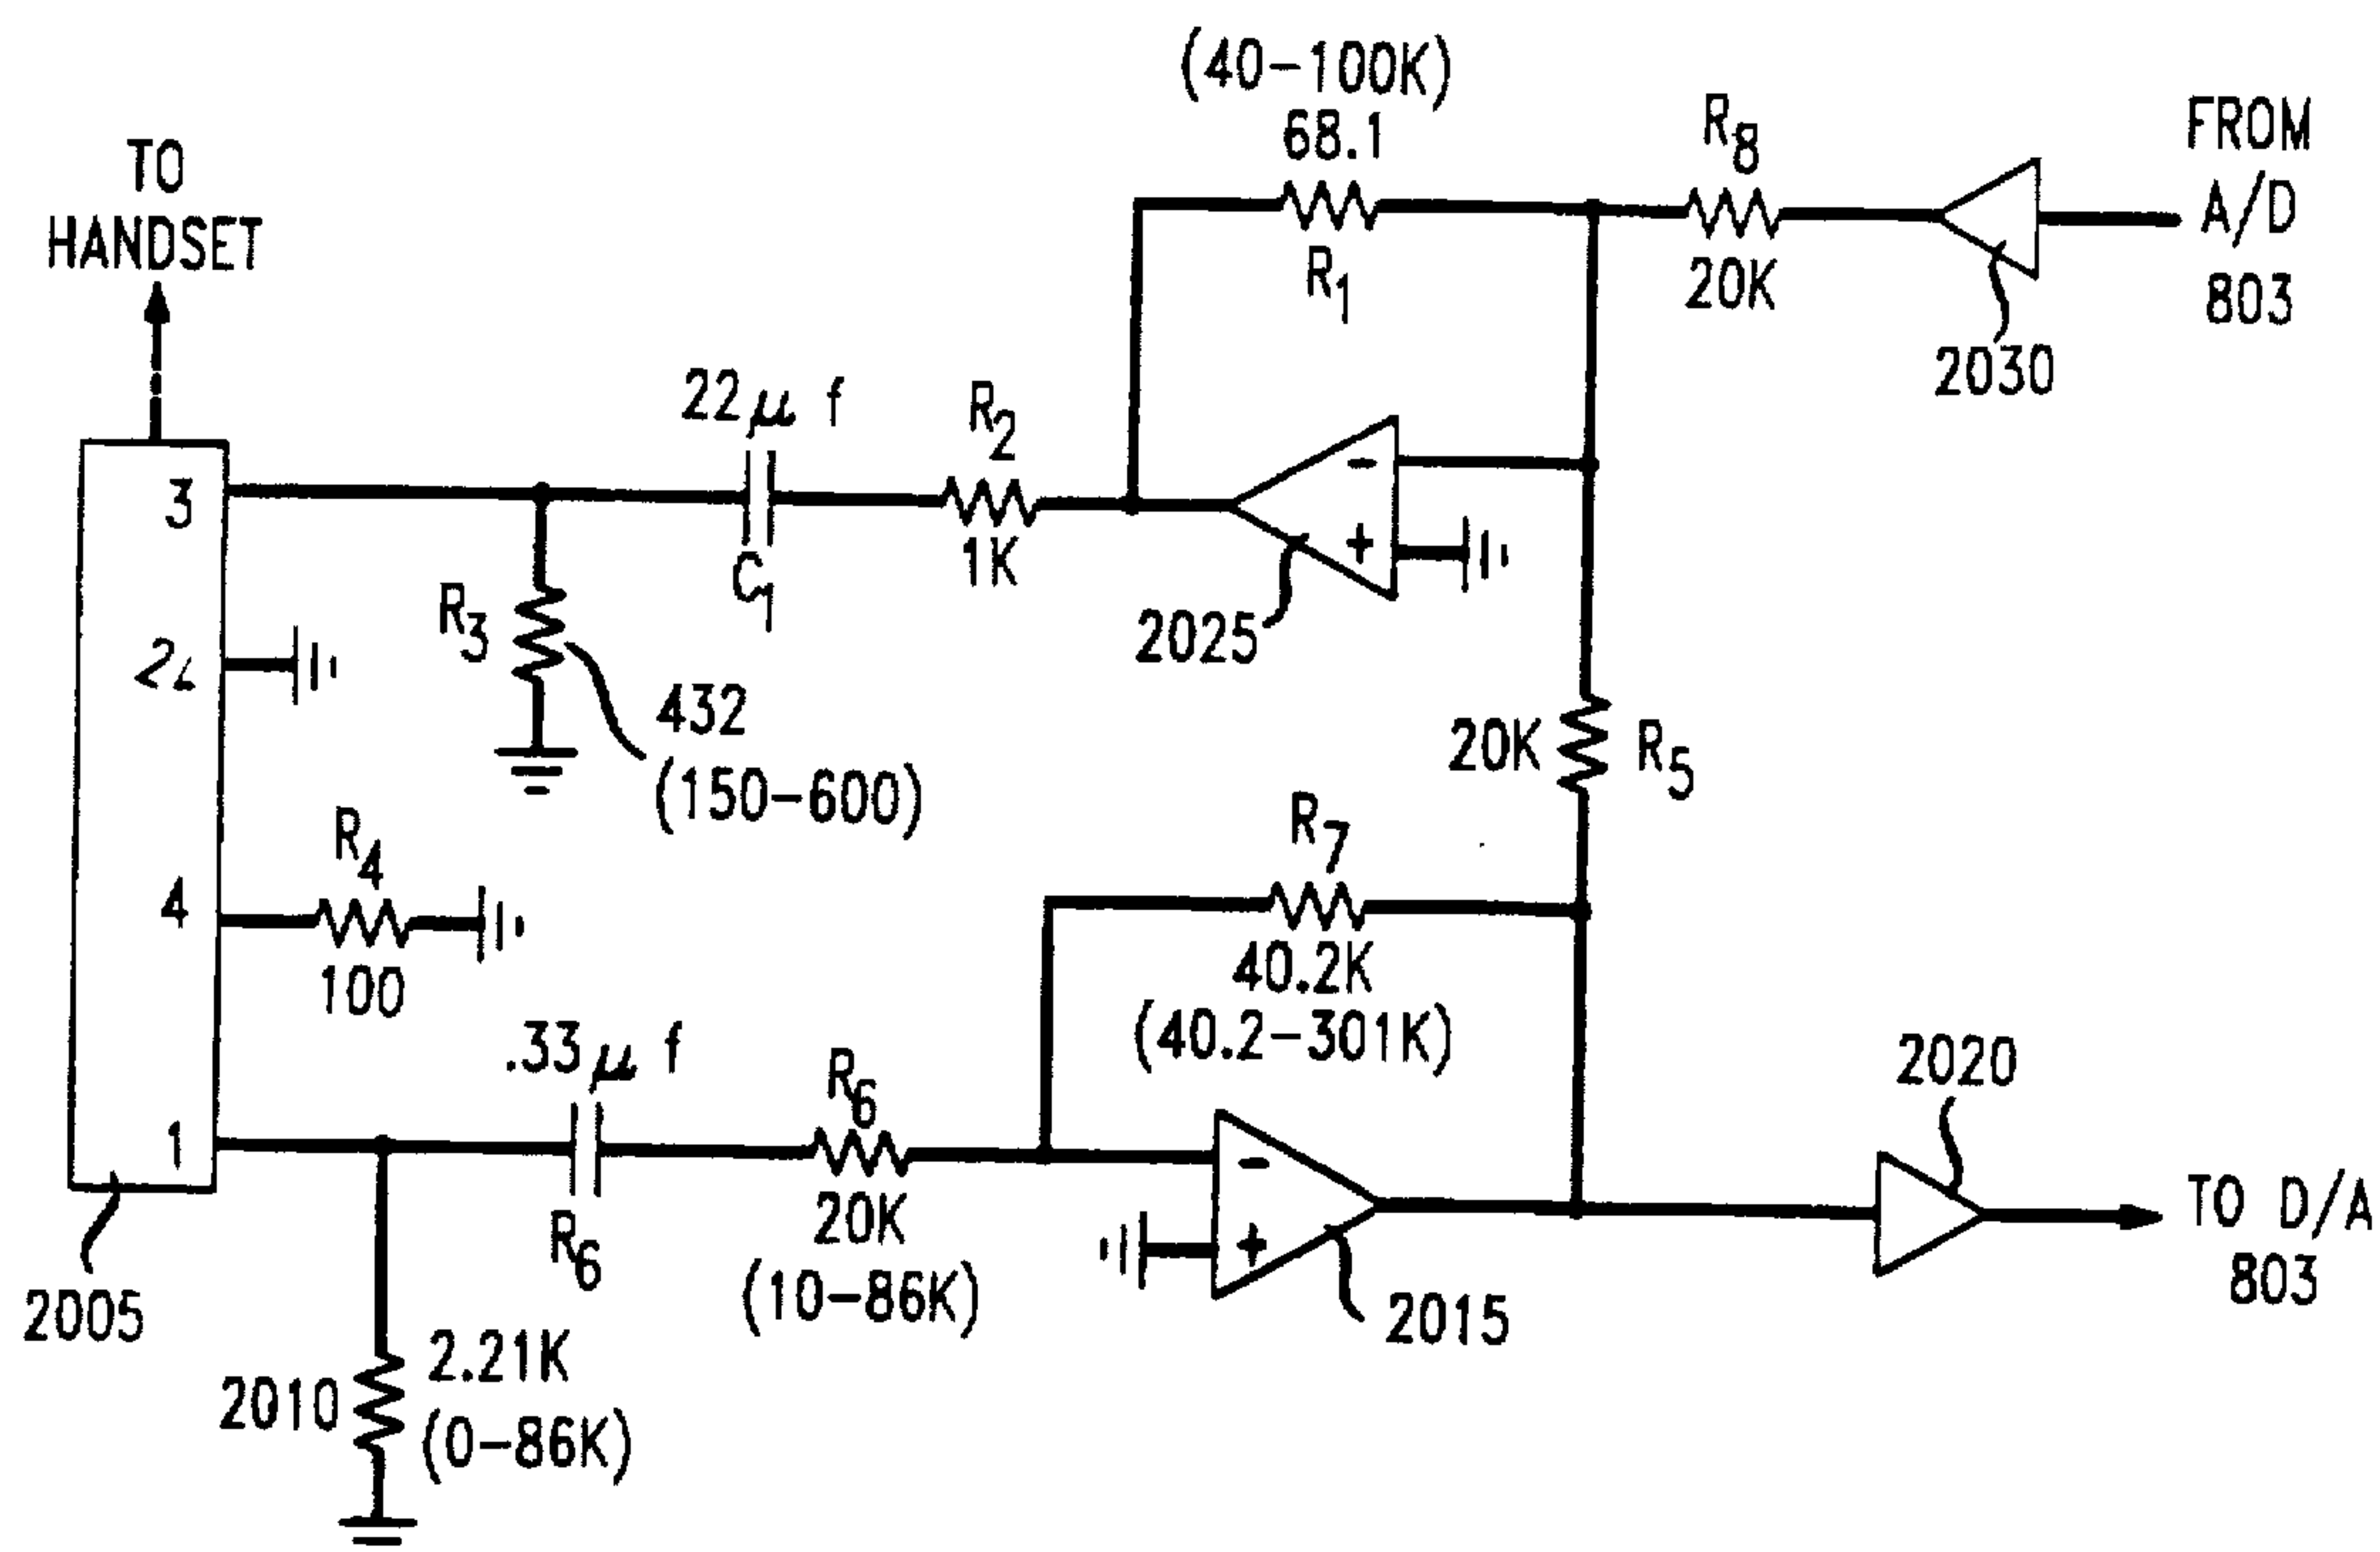 (40-100K)
68.1
R1
R8
20K
FROM
A/D
803
2030
TO
HANDSET
22μ f
C1
R2
1K
-
+
2025
3
R3
432
(150-600)
20K
R5
4
R4
100
R7
40.2K
(40.2-301K)
.33μ f
R6
R6
20K
(10-86K)
-
+
2015
2020
TO D/A
803
1
2005
2010
2.21K
(0-86K)